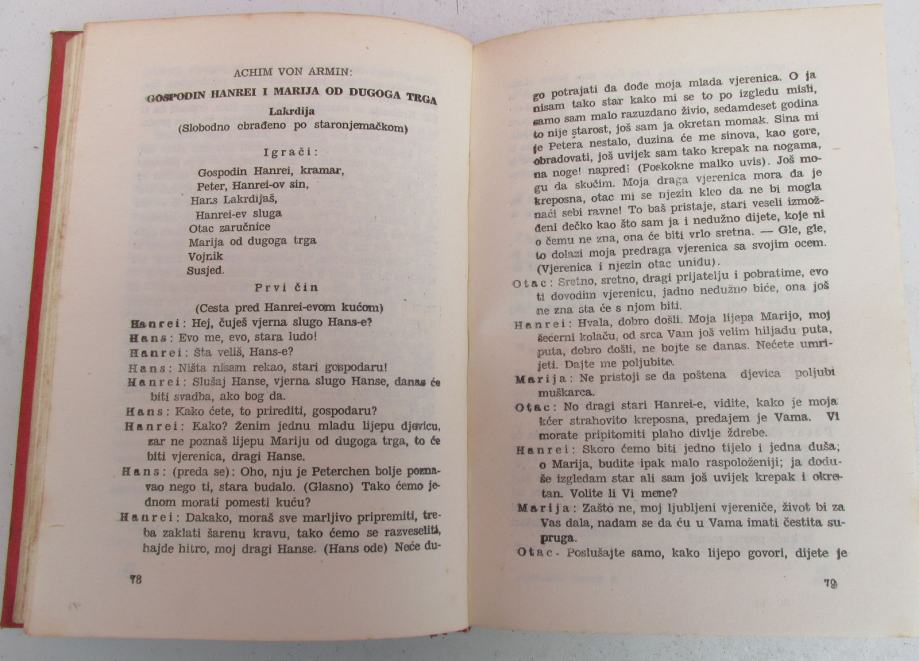 ACHIM VON ARMIN:
GOSPODIN HANREI I MARIJA OD DUGOGA TRGA
Lakrdija
(Slobodno obrađeno po staronjemačkom)
Igrači:
Gospodin Hanrei, kramar,
Peter, Hanrei-ov sin,
Hans Lakrdijaš,
Hanrei-ev sluga
Otac zaručnice
Marija od dugoga trga
Vojnik
Susjed.
Prvi čin
(Cesta pred Hanrei-evom kućom)
Hanrei: Hej, čuješ vjerna slugo Hans-e?
Hans: Evo me, evo, stara ludo!
Hanrei: Šta veliš, Hans-e?
Hans: Ništa nisam rekao, stari gospodaru!
Hanrei: Slušaj Hanse, vjerna slugo Hanse, danas će
biti svadba, ako bog da.
Hans: Kako ćete, to prirediti, gospodaru?
Hanrei: Kako? Ženim jednu mladu lijepu djevicu,
zar ne poznaš lijepu Mariju od dugoga trga, to će
biti vjerenica, dragi Hanse.
Hans: (preda se): Oho, nju je Peterchen bolje pozna-
vao nego ti, stara budalo. (Glasno) Tako ćemo je-
dnom morati pomesti kuću?
Hanrei: Dakako, moraš sve marljivo pripremiti, tre-
ba zaklati šarenu kravu, tako ćemo se razveseliti,
hajde hitro, moj dragi Hanse. (Hans ode) Neće du-
78
go potrajati da dođe moja mlada vjerenica. O ja
nisam tako star kako mi se to po izgledu misli,
samo sam malo razuzdano živio, sedamdeset godina
to nije starost, još sam ja okretan momak. Sina mi
je Petera nestalo, duzina će me sinova, kao gore,
obradovati, još uvijek sam tako krepak na nogama,
na noge! napred! (Poskokne malko uvis). Još mo-
gu da skočim. Moja draga vjerenica mora da je
kreposna, otac mi se njezin kleo da ne bi mogla
naći sebi ravne! To baš pristaje, stari veseli izmož-
đeni dečko kao što sam ja i nedužno dijete, koje ni
o čemu ne zna, ona će biti vrlo sretna. — Gle, gle,
to dolazi moja predraga vjerenica sa svojim ocem.
(Vjerenica i njezin otac uniđu).
Otac: Sretno, sretno, dragi prijatelju i pobratime, evo
ti dovodim vjerenicu, jadno nedužno biće, ona još
ne zna šta će s njom biti.
Hanrei: Hvala, dobro došli. Moja lijepa Marijo, moj
šećerni kolaču, od srca Vam još velim hiljadu puta,
puta, dobro došli, ne bojte se danas. Nećete umri-
jeti. Dajte me poljubite.
Marija: Ne pristoji se da poštena djevica poljubi
muškarca.
Otac: No dragi stari Hanrei-e, vidite, kako je moja
kćer strahovito kreposna, predajem je Vama. Vi
morate pripitomiti plaho divlje ždrebe.
Hanrei: Skoro ćemo biti jedno tijelo i jedna duša;
o Marija, budite ipak malo raspoloženiji; ja dodu-
še izgledam star ali sam još uvijek krepak i okre-
tan. Volite li Vi mene?
Marija: Zašto ne, moj ljubljeni vjereniče, život bi za
Vas dala, nadam se da ću u Vama imati čestita su-
pruga.
Otac. Poslušajte samo, kako lijepo govori, dijete je
79